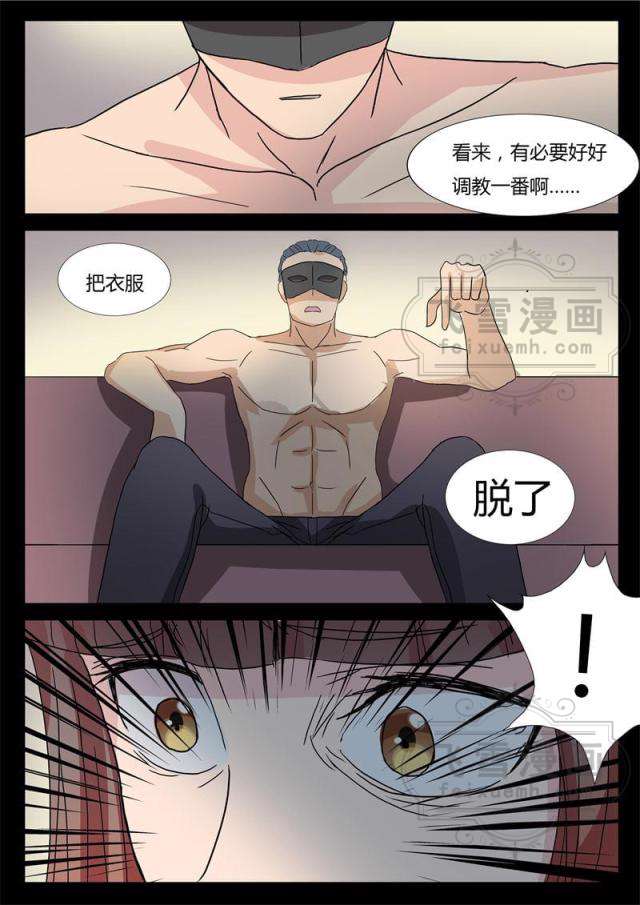 看来，有必要好好
调教一番啊……
把衣服
飞雪漫画
feixuemh.com
脱了
！
飞雪漫画
feixuemh.com